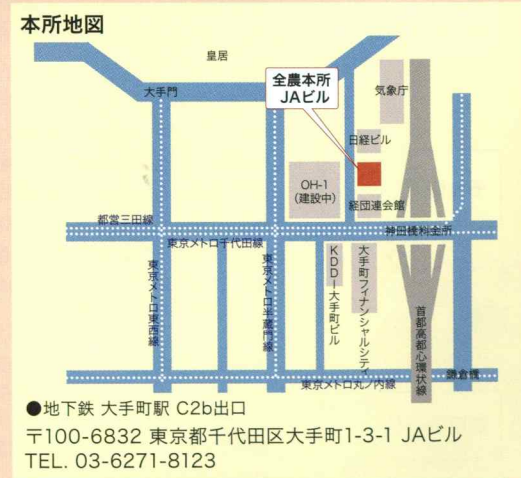 本所地図
皇居
大手門
全農本所
JAビル
気象庁
日経ビル
OH-1
(建設中)
経団連会館
都営三田線
神田橋料金所
東京メトロ千代田線
東京メトロ東西線
東京メトロ半蔵門線
KDDI大手町ビル
大手町フィナンシャルシティ
首都高都心環状線
鎌倉橋
東京メトロ丸ノ内線
●地下鉄 大手町駅 C2b出口
〒100-6832 東京都千代田区大手町1-3-1 JAビル
TEL. 03-6271-8123